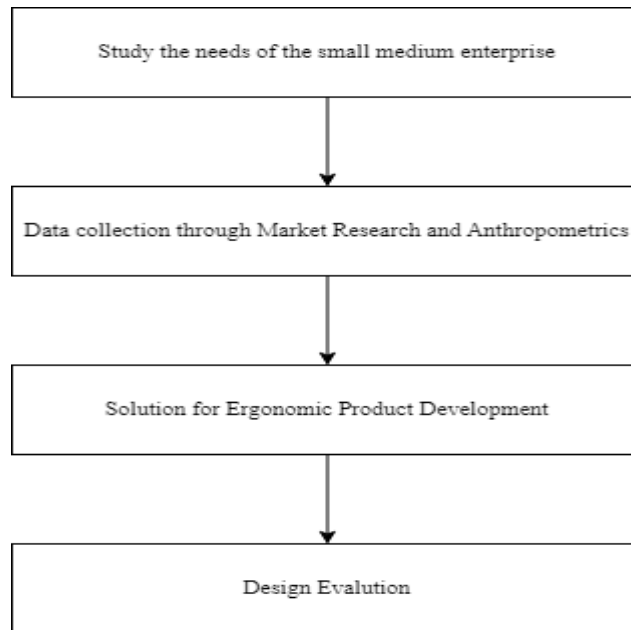 Study the needs of the small medium enterprise
Data collection through Market Research and Anthropometrics
Solution for Ergonomic Product Development
Design Evalution